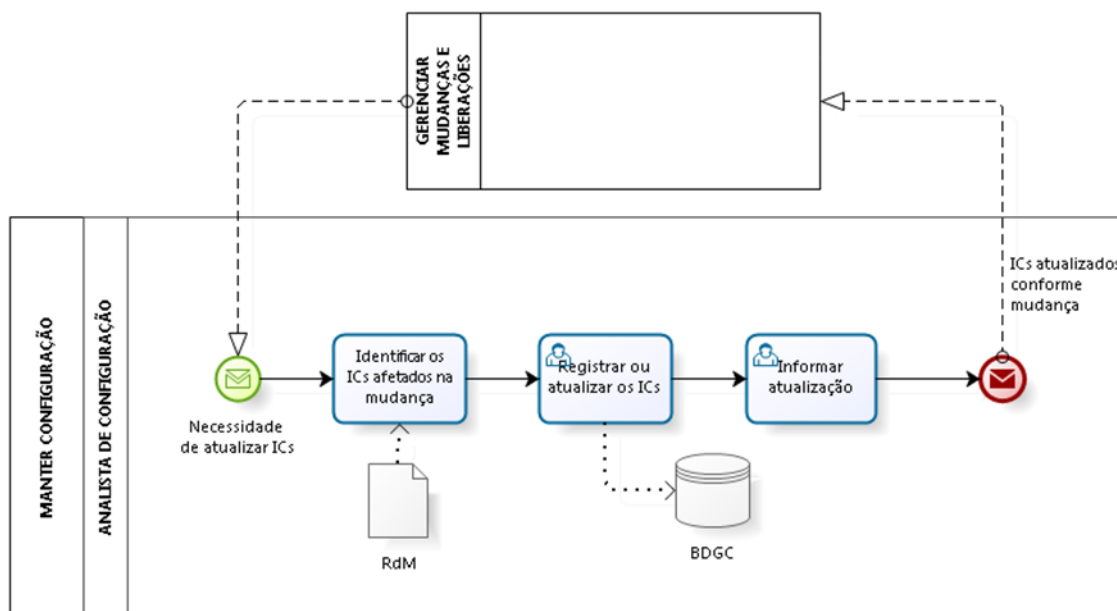 GERENCIAR
MUDANÇAS E
LIBERAÇÕES
MANTER CONFIGURAÇÃO
ANALISTA DE CONFIGURAÇÃO
ICs atualizados
conforme
mudança
Necessidade
de atualizar ICs
Identificar os
ICs afetados na
mudança
Registrar ou
atualizar os ICs
Informar
atualização
RdM
BDGC